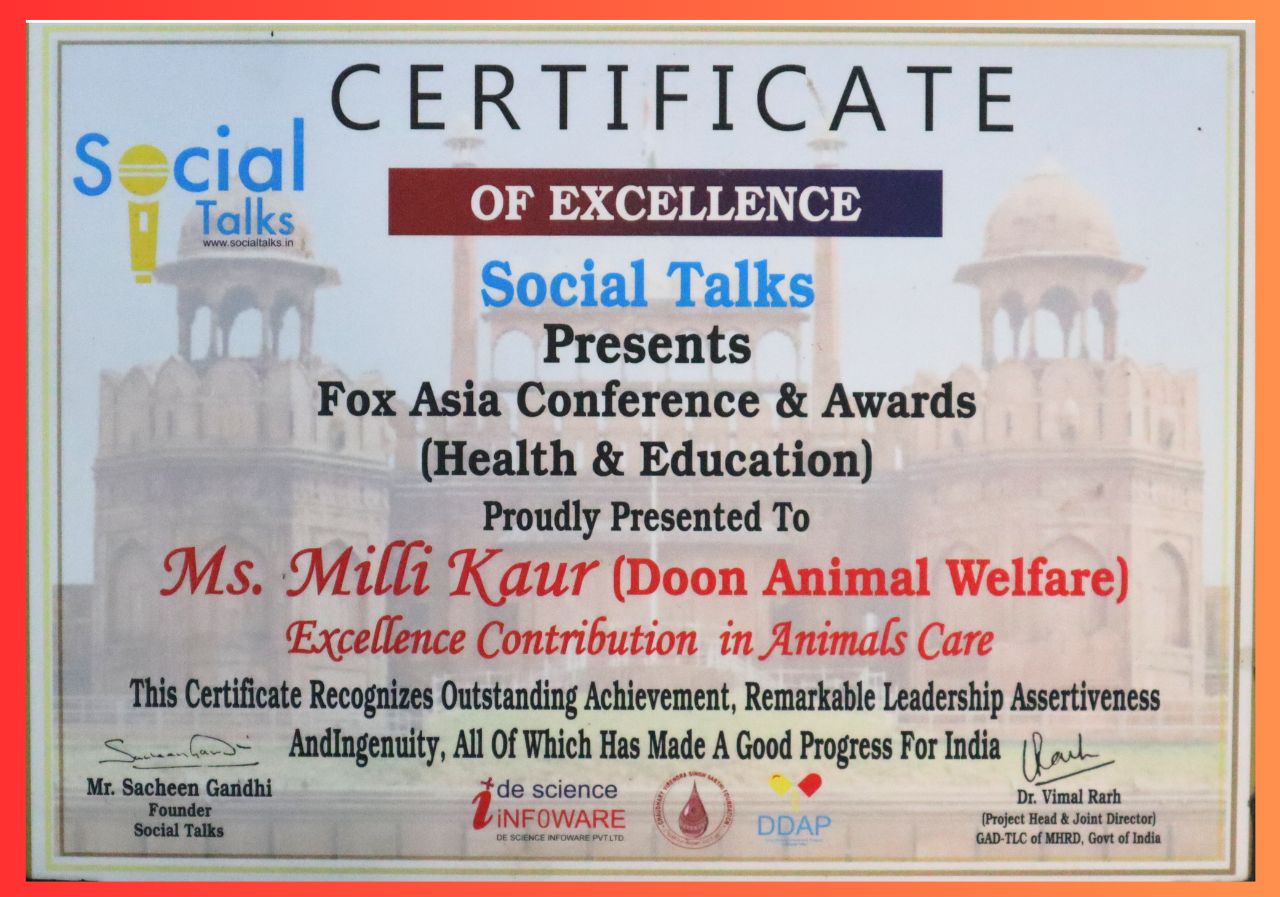 CERTIFICATE
OF EXCELLENCE
Social
Talks
www.socialtalks.in
Social Talks
Presents
Fox Asia Conference & Awards
(Health & Education)
Proudly Presented To
Ms. Milli Kaur (Doon Animal Welfare)
Excellence Contribution in Animals Care
This Certificate Recognizes Outstanding Achievement, Remarkable Leadership Assertiveness
AndIngenuity, All Of Which Has Made A Good Progress For India
Mr. Sacheen Gandhi
Founder
Social Talks
de science
iNFOWARE
DE SCIENCE INFOWARE PVT.LTD.
DDAP
Dr. Vimal Rarh
(Project Head & Joint Director)
GAD-TLC of MHRD, Govt of India